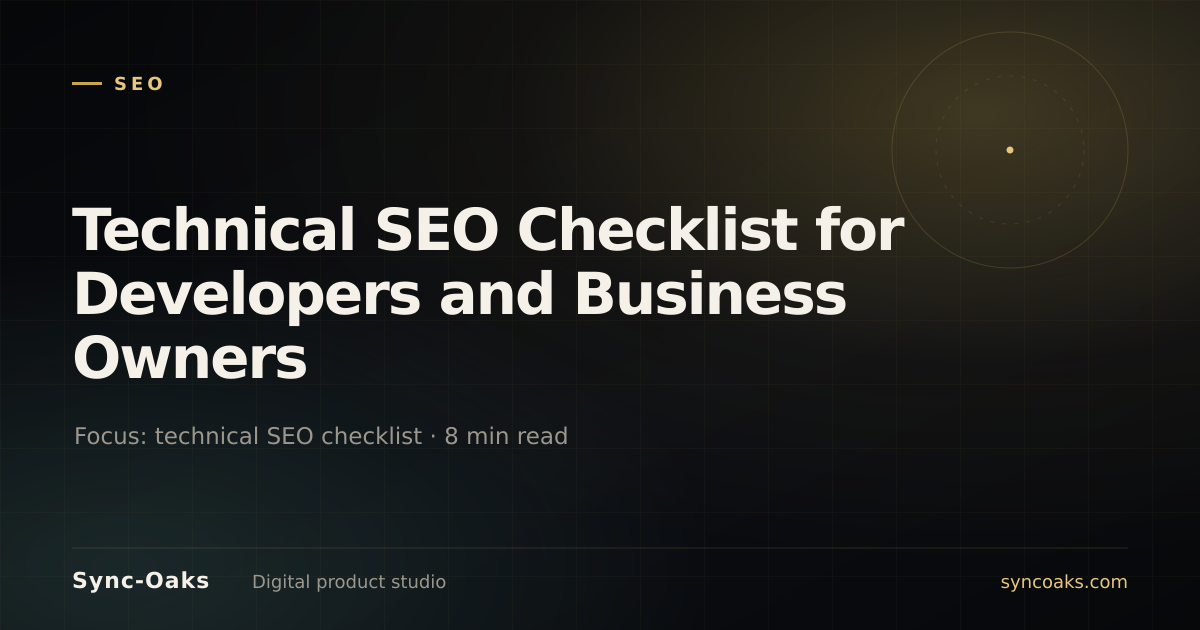 SEO
Technical SEO Checklist for
Developers and Business
Owners
Focus: technical SEO checklist · 8 min read
Sync-Oaks
Digital product studio
syncoaks.com